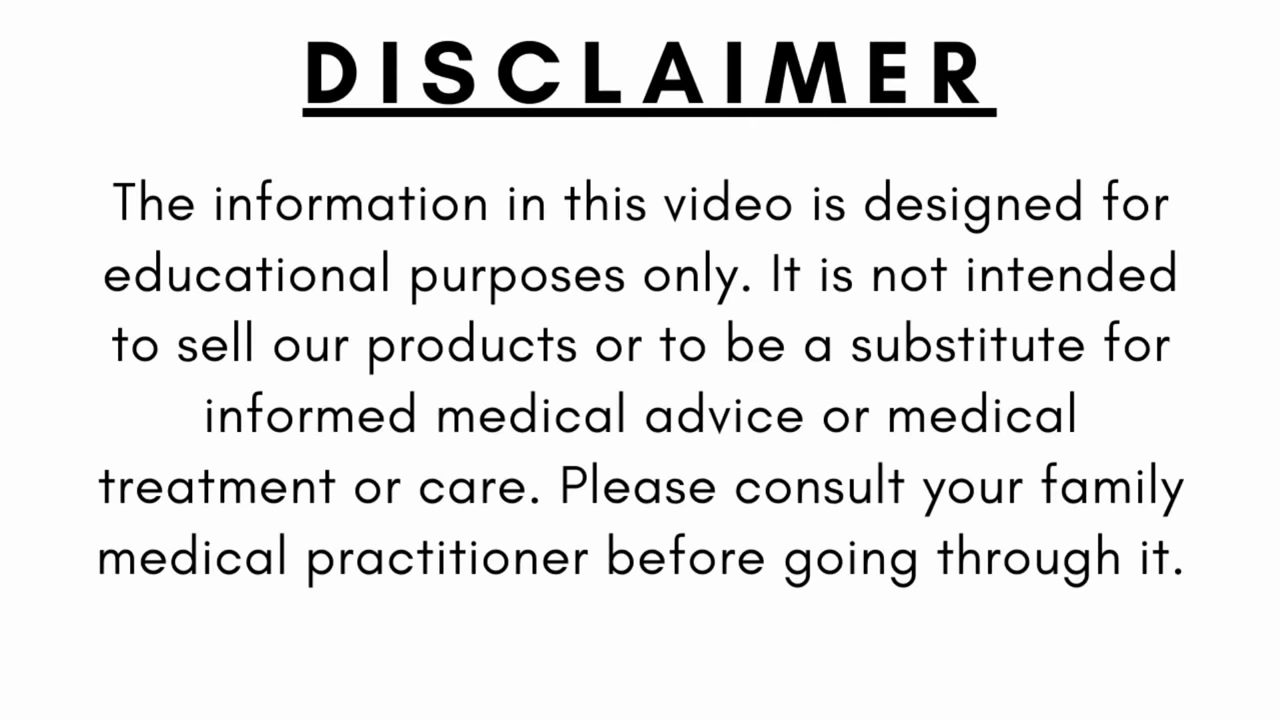 DISCLAIMER
The information in this video is designed for
educational purposes only. It is not intended
to sell our products or to be a substitute for
informed medical advice or medical
treatment or care. Please consult your family
medical practitioner before going through it.